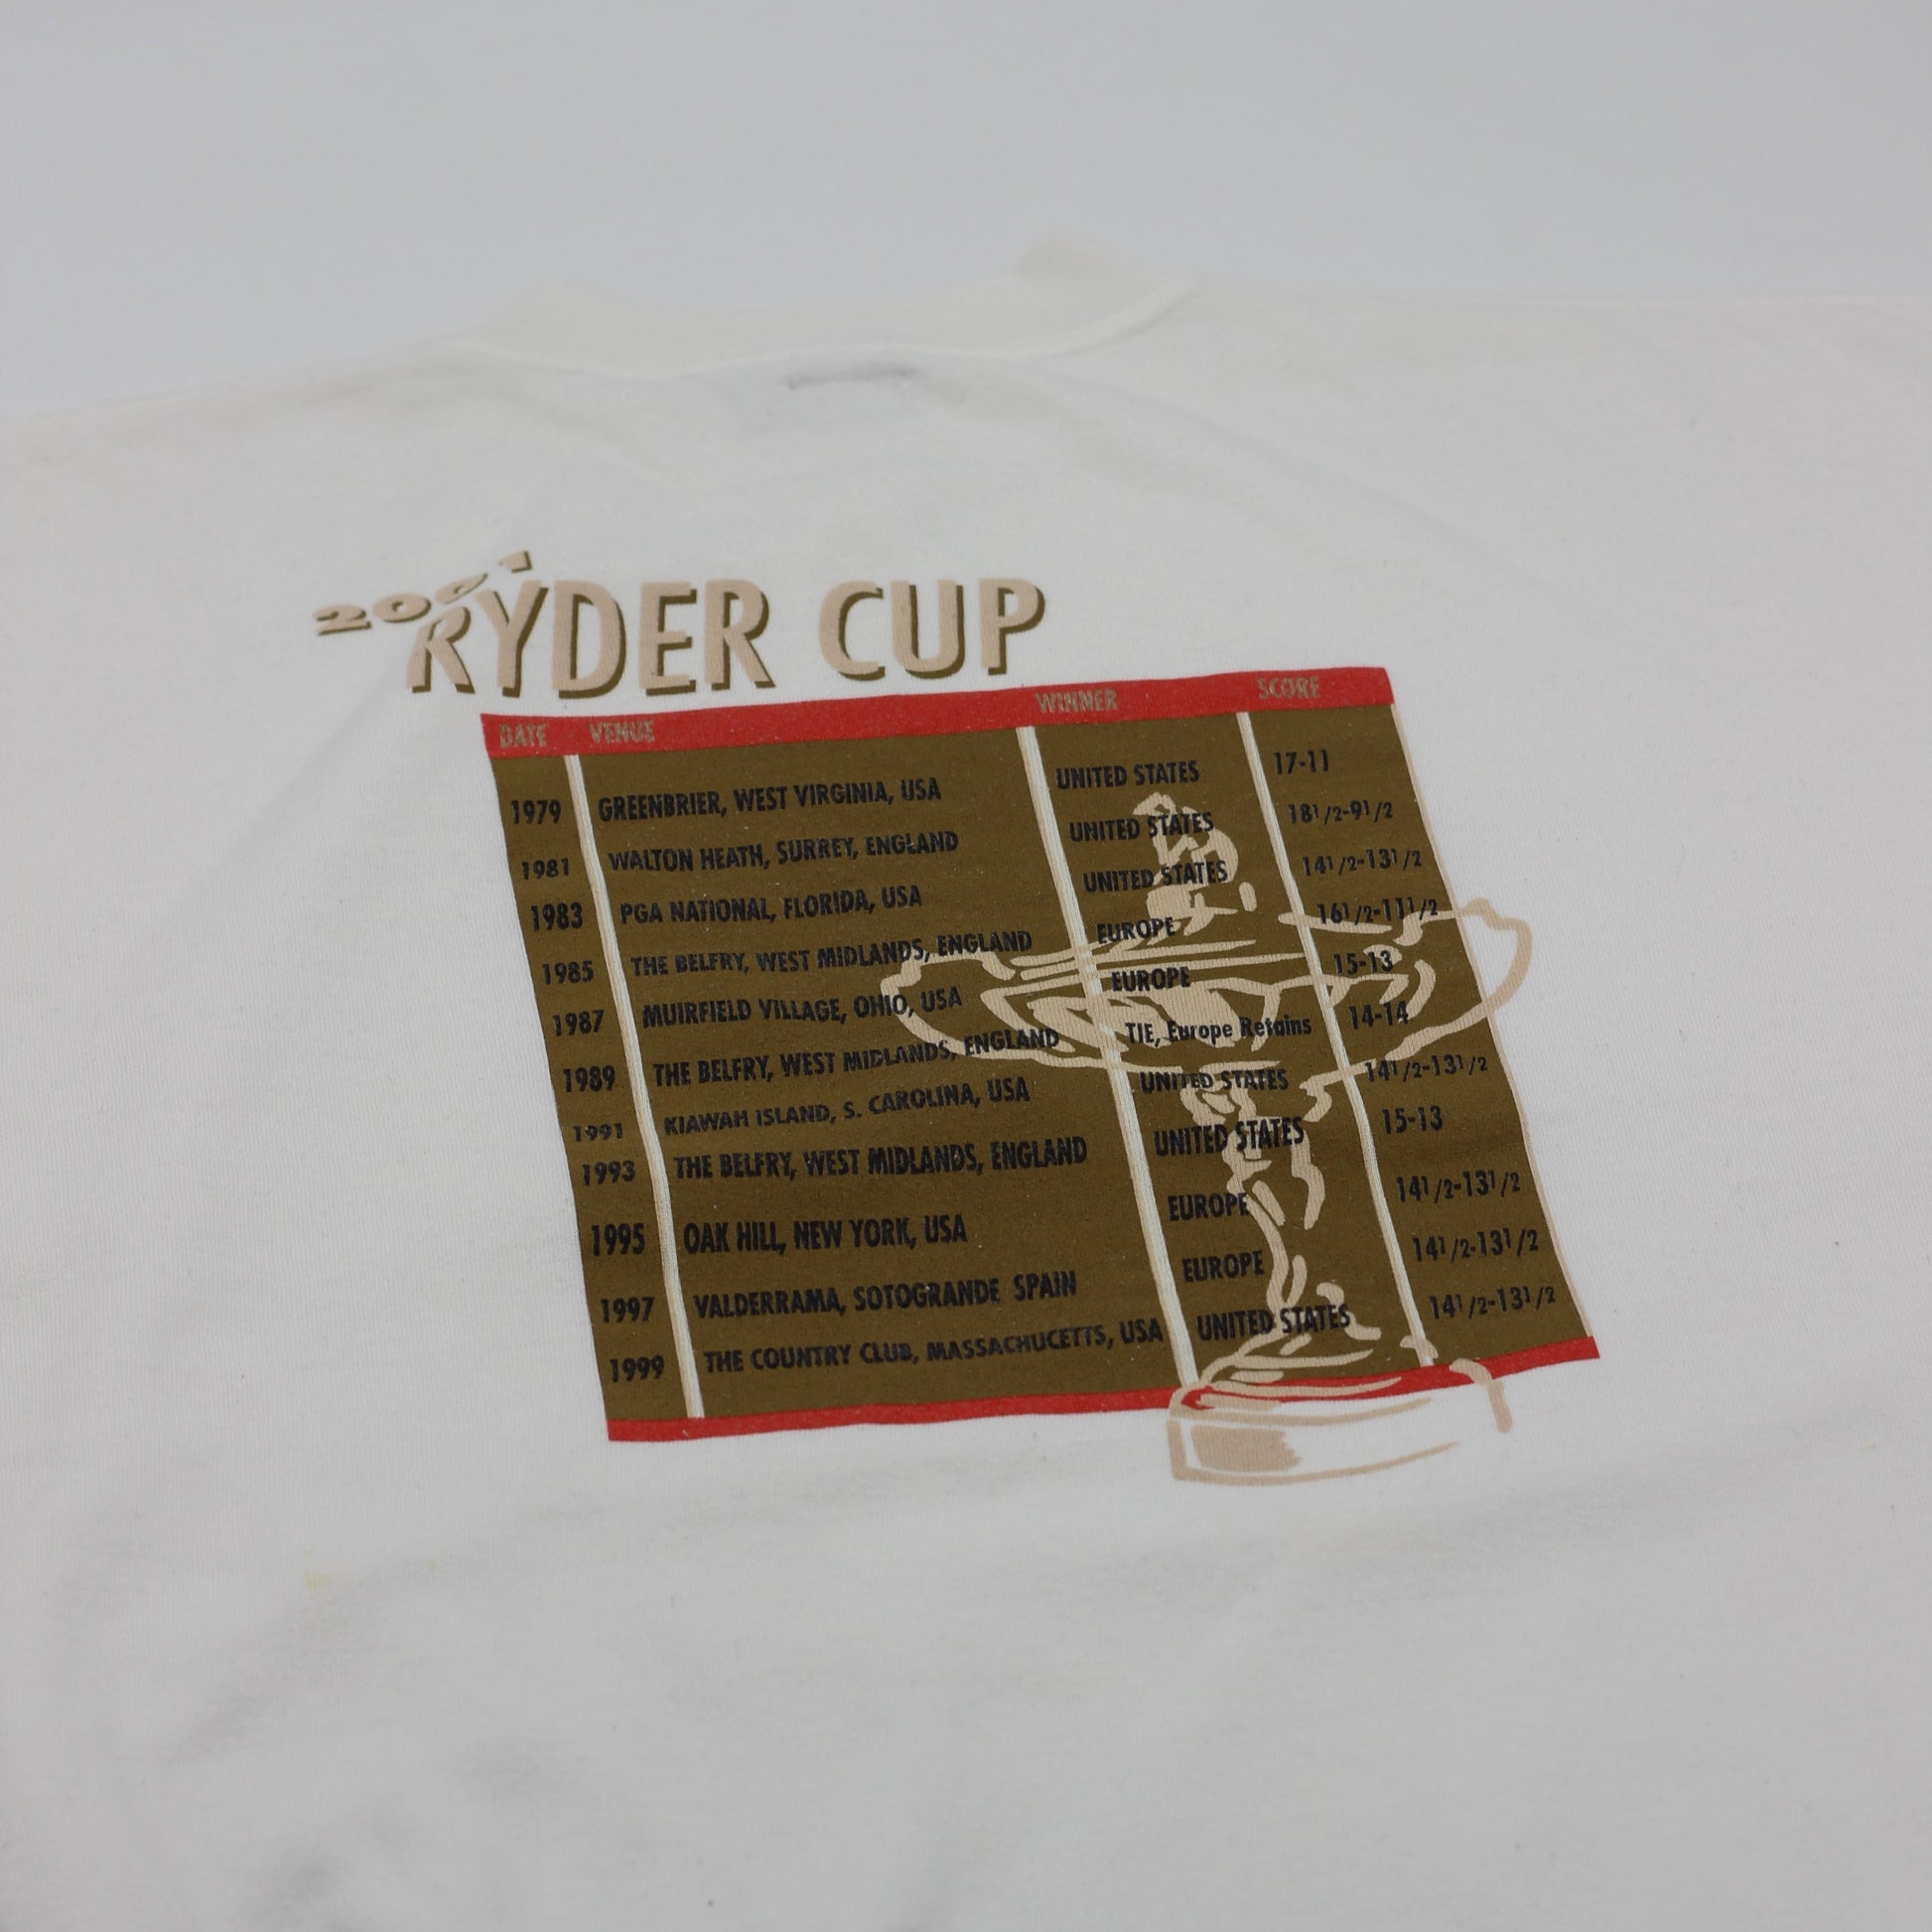 2001
RYDER CUP
DATE VENUE WINNER SCORE
1979 GREENBRIER, WEST VIRGINIA, USA UNITED STATES 17-11
1981 WALTON HEATH, SURREY, ENGLAND UNITED STATES 18 1/2-9 1/2
1983 PGA NATIONAL, FLORIDA, USA UNITED STATES 14 1/2-13 1/2
1985 THE BELFRY, WEST MIDLANDS, ENGLAND EUROPE 16 1/2-11 1/2
1987 MUIRFIELD VILLAGE, OHIO, USA EUROPE 15-13
1989 THE BELFRY, WEST MIDLANDS, ENGLAND TIE, Europe Retains 14-14
1991 KIAWAH ISLAND, S. CAROLINA, USA UNITED STATES 14 1/2-13 1/2
1993 THE BELFRY, WEST MIDLANDS, ENGLAND UNITED STATES 15-13
1995 OAK HILL, NEW YORK, USA EUROPE 14 1/2-13 1/2
1997 VALDERRAMA, SOTOGRANDE SPAIN EUROPE 14 1/2-13 1/2
1999 THE COUNTRY CLUB, MASSACHUCETTS, USA UNITED STATES 14 1/2-13 1/2